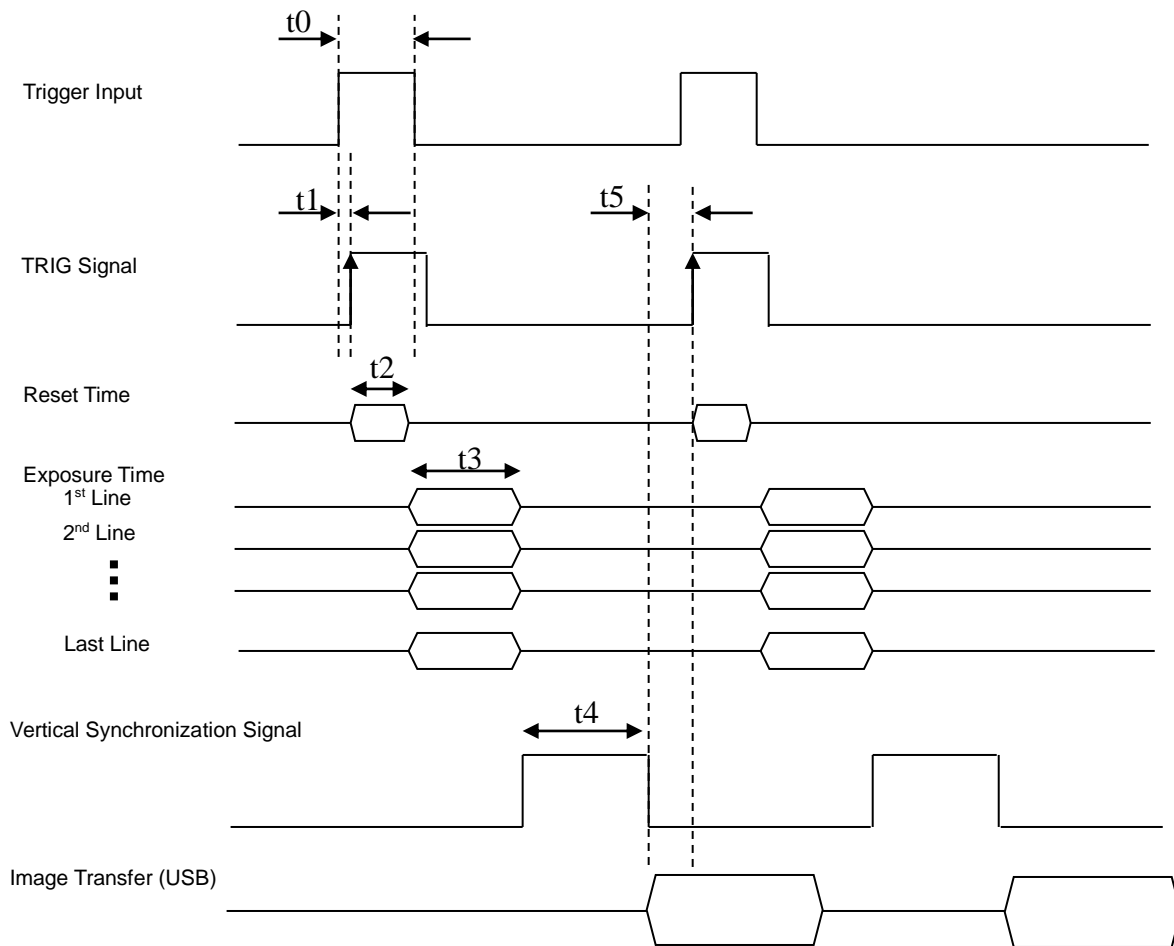 t0
Trigger Input
t1
t5
TRIG Signal
t2
Reset Time
t3
Exposure Time
1st Line
2nd Line
Last Line
t4
Vertical Synchronization Signal
Image Transfer (USB)